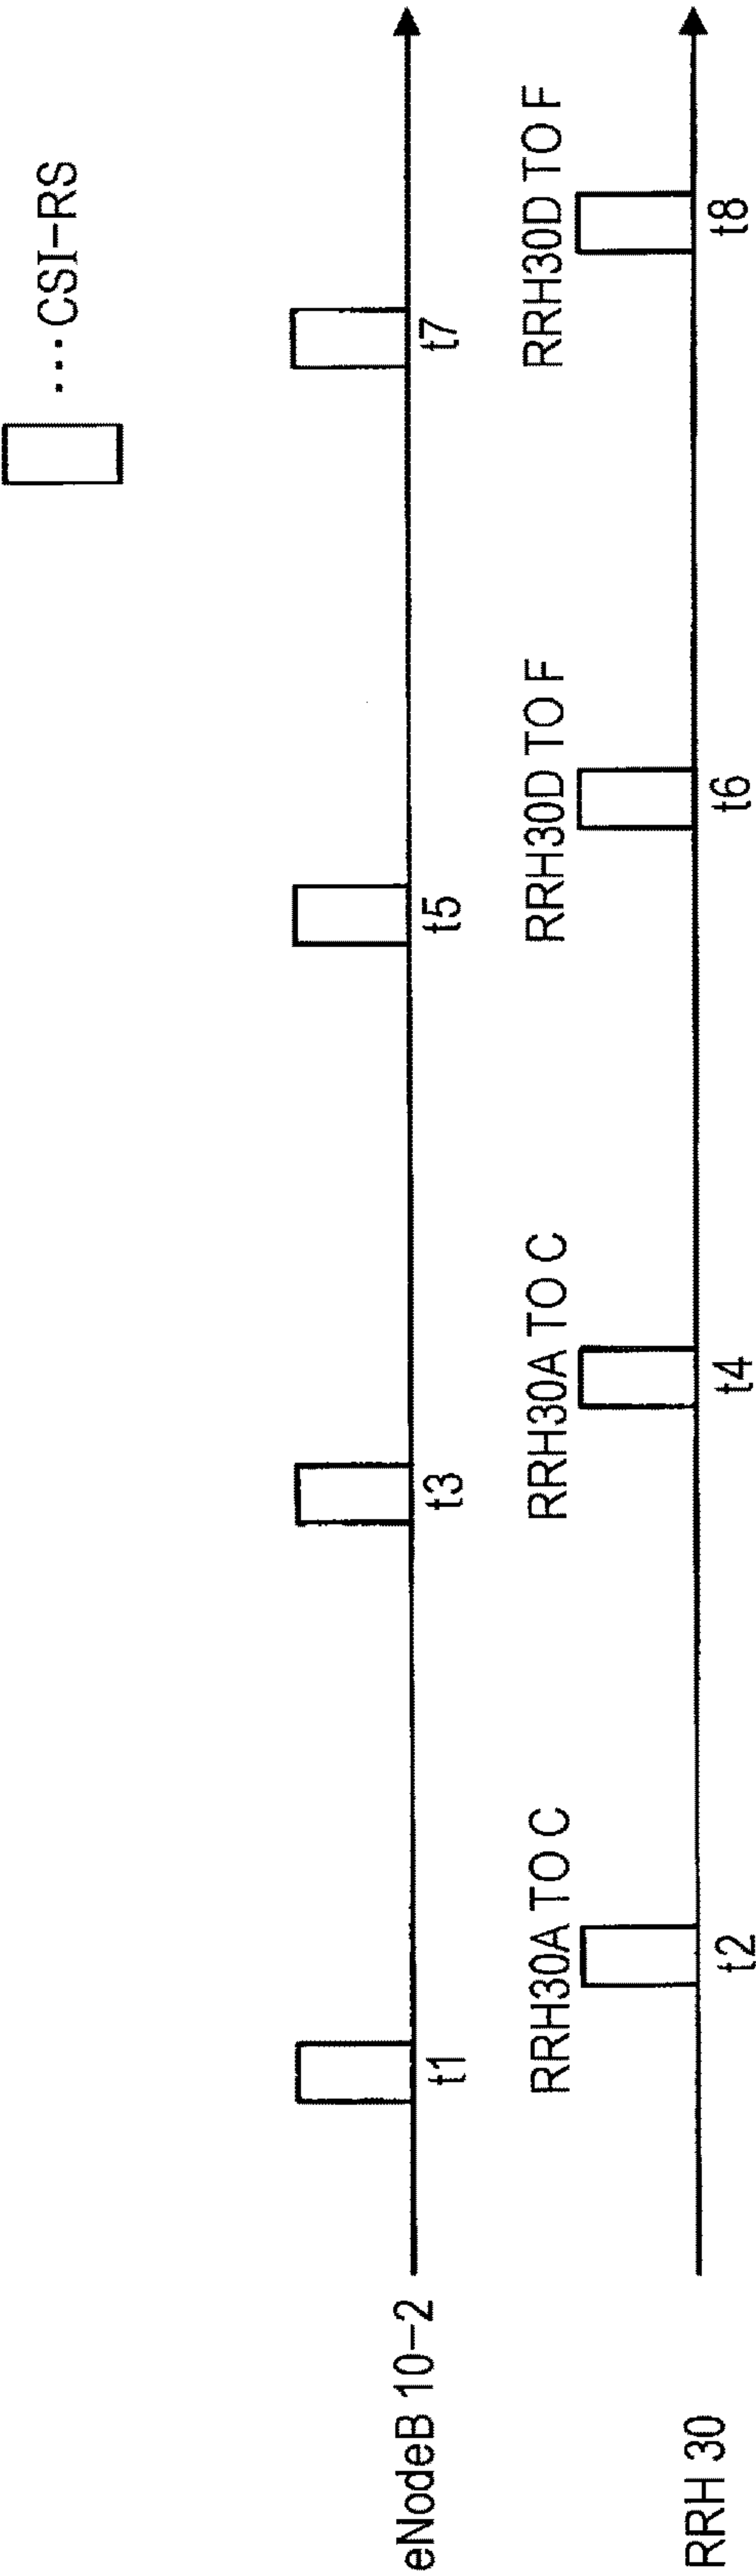 …CSI-RS
eNodeB 10-2
t1
t3
t5
t7
RRH30A TO C
RRH30A TO C
RRH30D TO F
RRH30D TO F
RRH 30
t2
t4
t6
t8